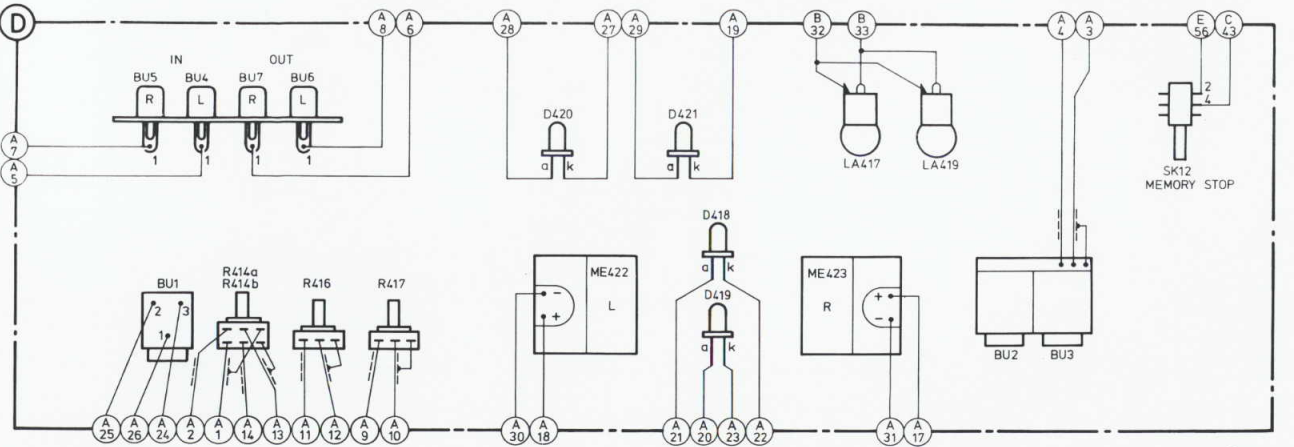 D
A 8
A 6
A 28
A 27
A 29
A 19
B 32
B 33
A 4
A 3
E 56
C 43
IN OUT
BU5 BU4 BU7 BU6
R L R L
1 1 1 1
A 7
A 5
D420
a k
D421
a k
LA417
LA419
2
4
SK12
MEMORY STOP
BU1
2 3
1
R414a
R414b
R416
R417
ME422
L
-
+
D418
a k
D419
a k
ME423
R
+
-
BU2 BU3
A 25
A 26
A 24
A 2
A 1
A 14
A 13
A 11
A 12
A 9
A 10
A 30
A 18
A 21
A 20
A 23
A 22
A 31
A 17